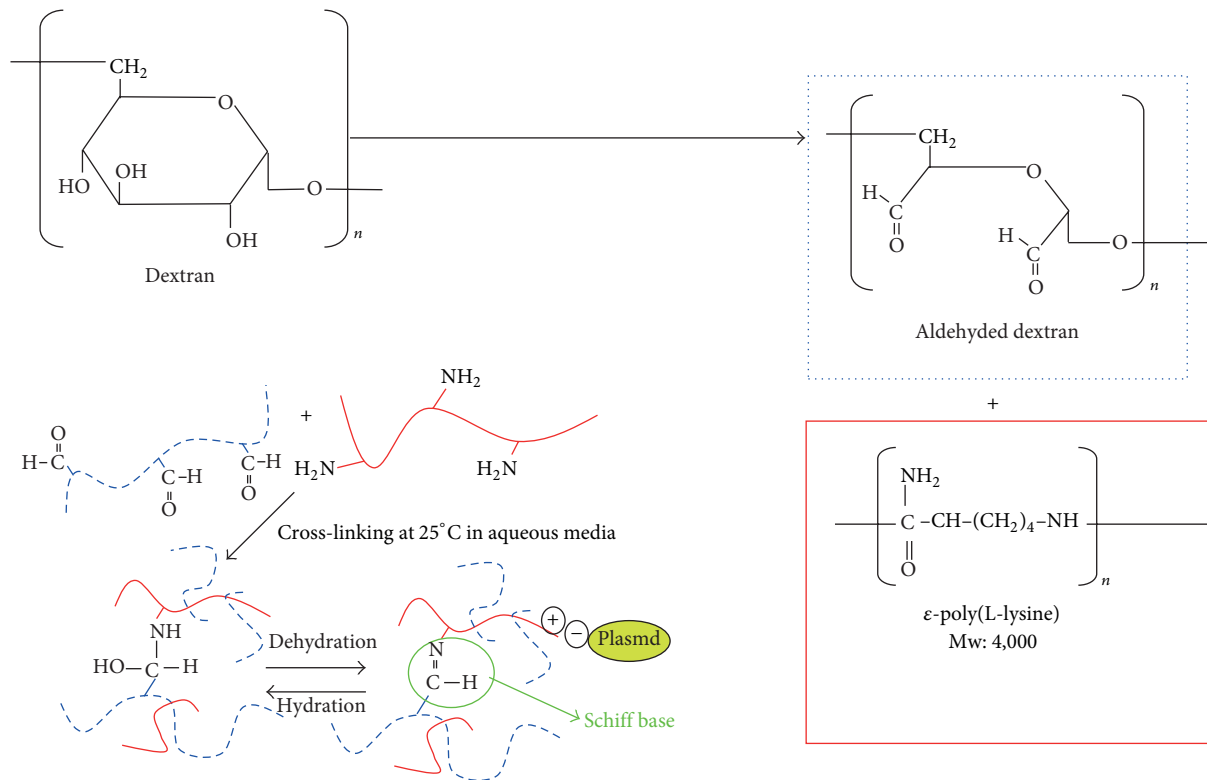 CH₂
O
OH
HO
OH
O
n
Dextran
CH₂
O
H
C
O
H
C
O
O
n
Aldehyded dextran
+
NH₂
C–CH–(CH₂)₄–NH
O
n
ε-poly(L-lysine)
Mw: 4,000
NH₂
+
O
H–C
C–H
O
C–H
O
H₂N
H₂N
Cross-linking at 25°C in aqueous media
NH
HO–C–H
Dehydration
Hydration
N
C–H
+
−
Plasmd
Schiff base